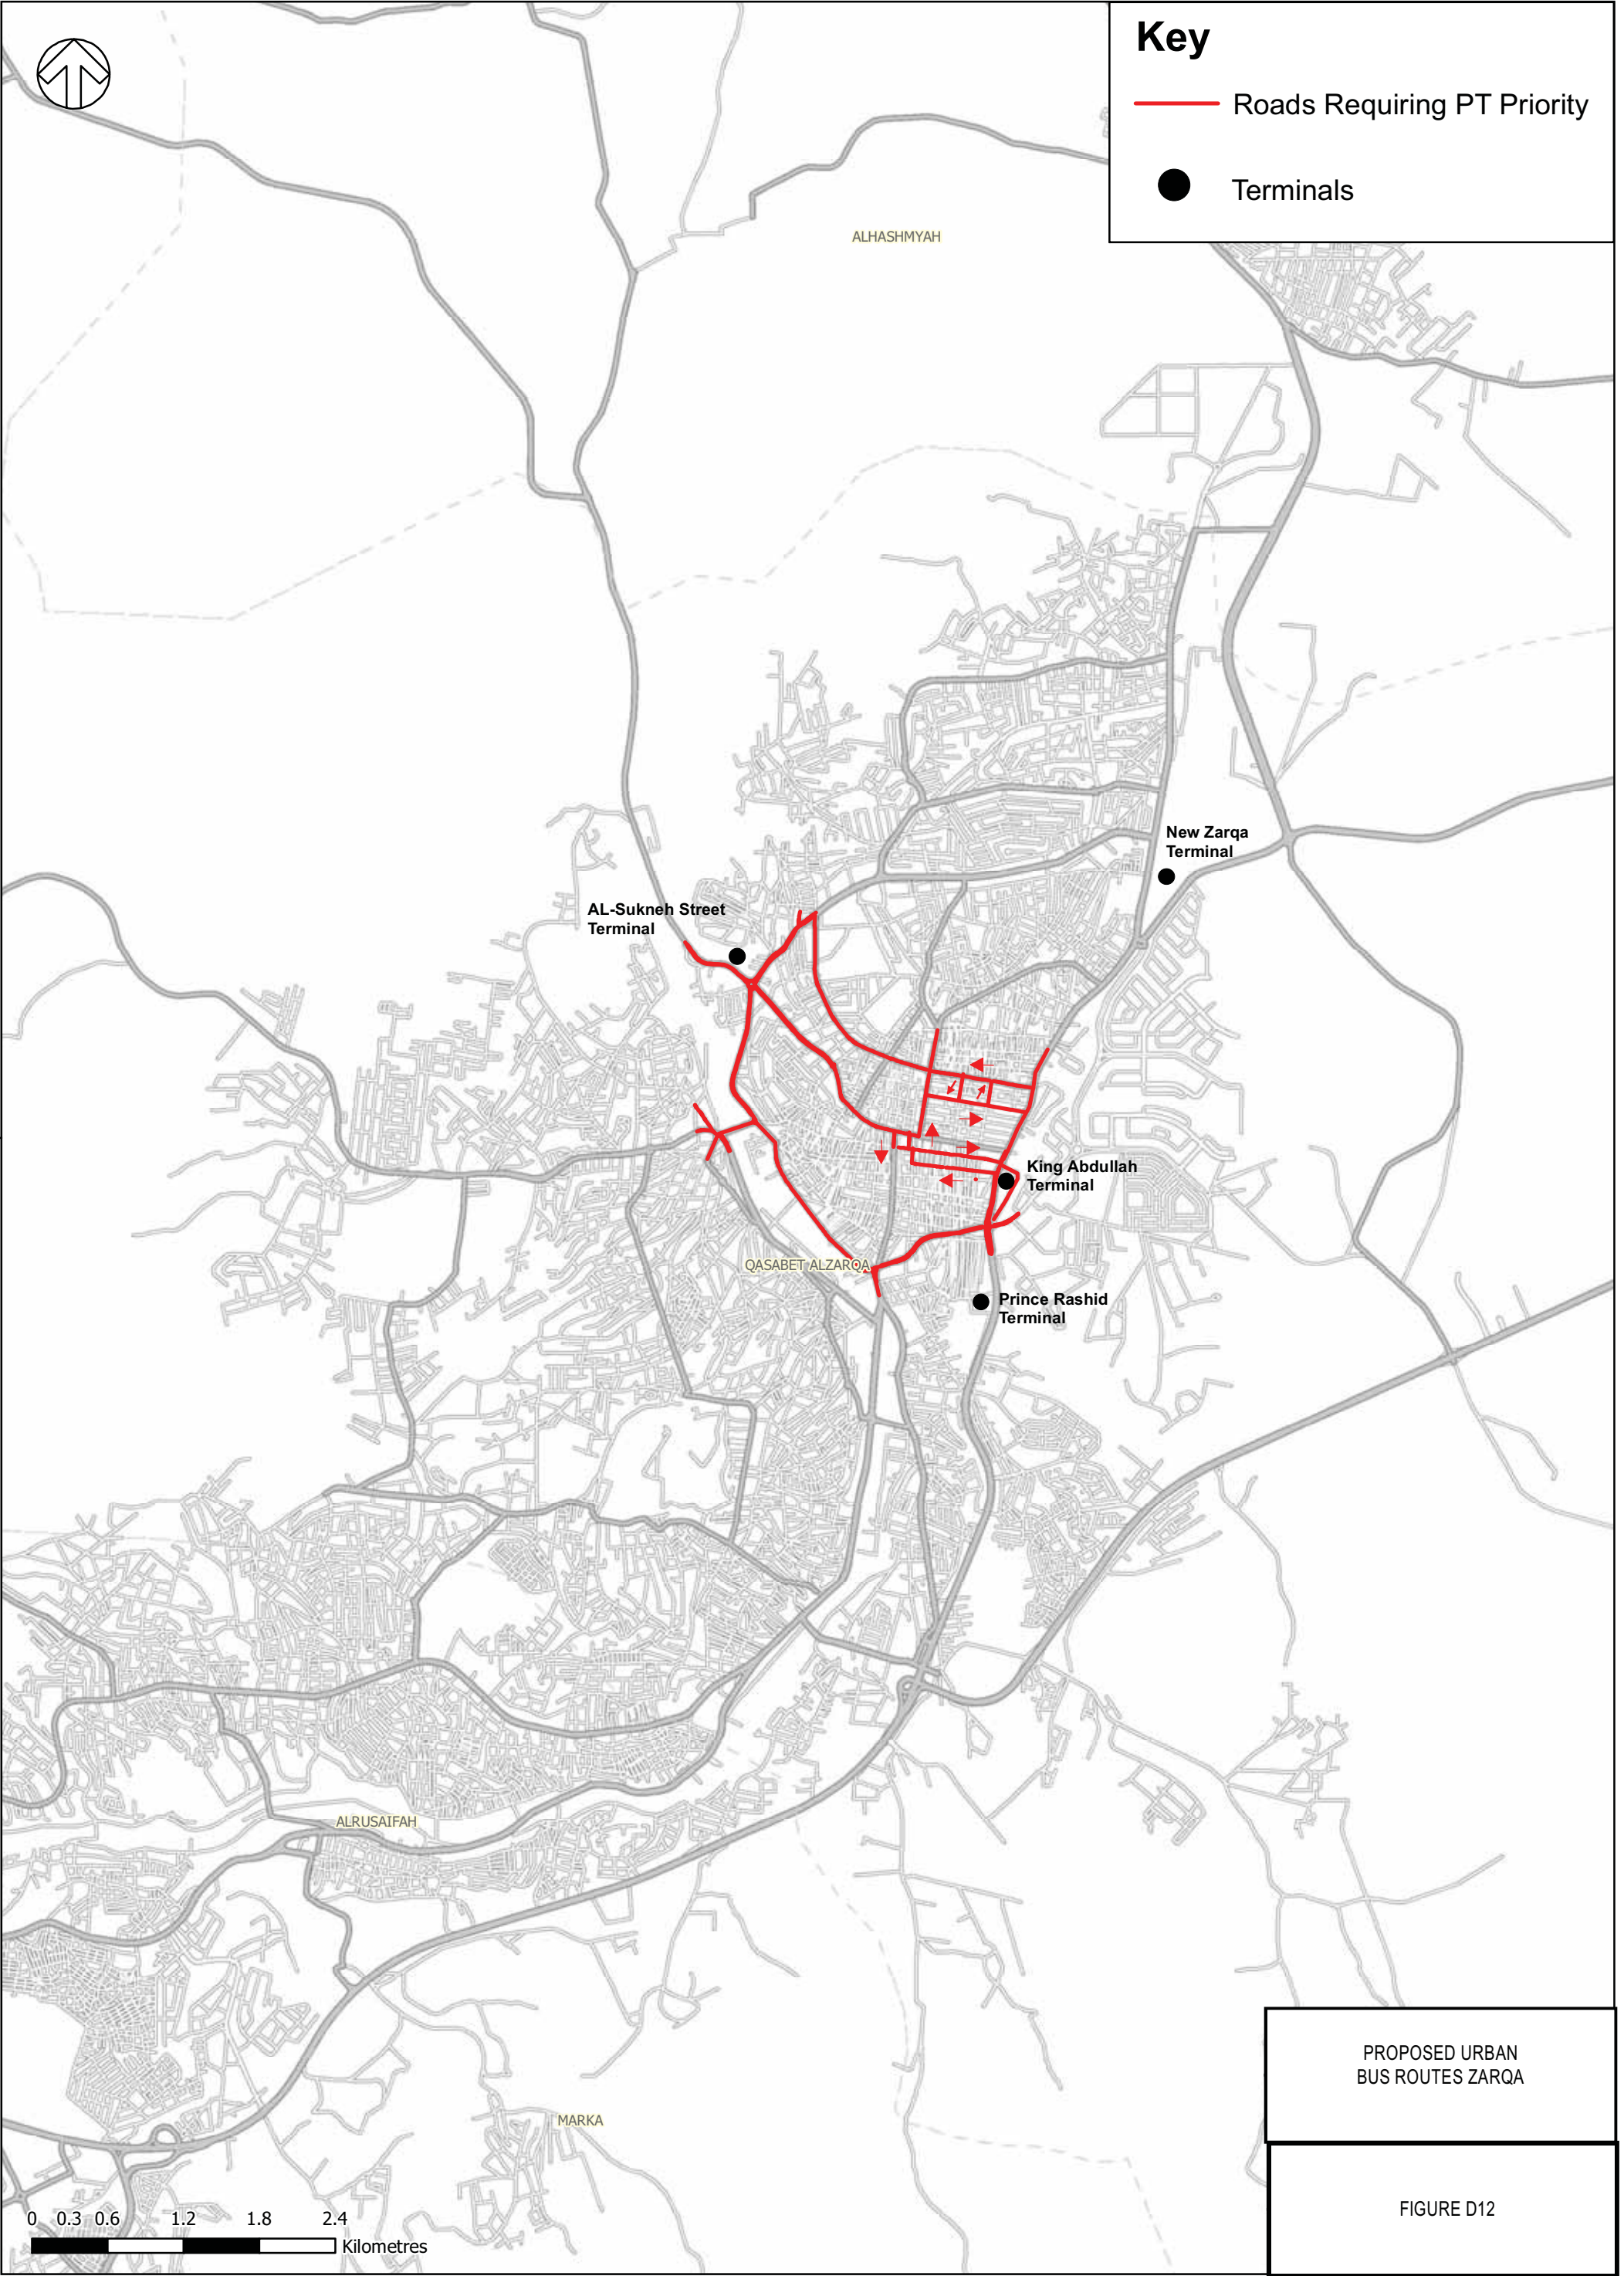 Key
Roads Requiring PT Priority
Terminals
ALHASHMYAH
New Zarqa
Terminal
AL-Sukneh Street
Terminal
King Abdullah
Terminal
QASABET ALZARQA
Prince Rashid
Terminal
ALRUSAIFAH
MARKA
PROPOSED URBAN
BUS ROUTES ZARQA
FIGURE D12
0 0.3 0.6 1.2 1.8 2.4
Kilometres